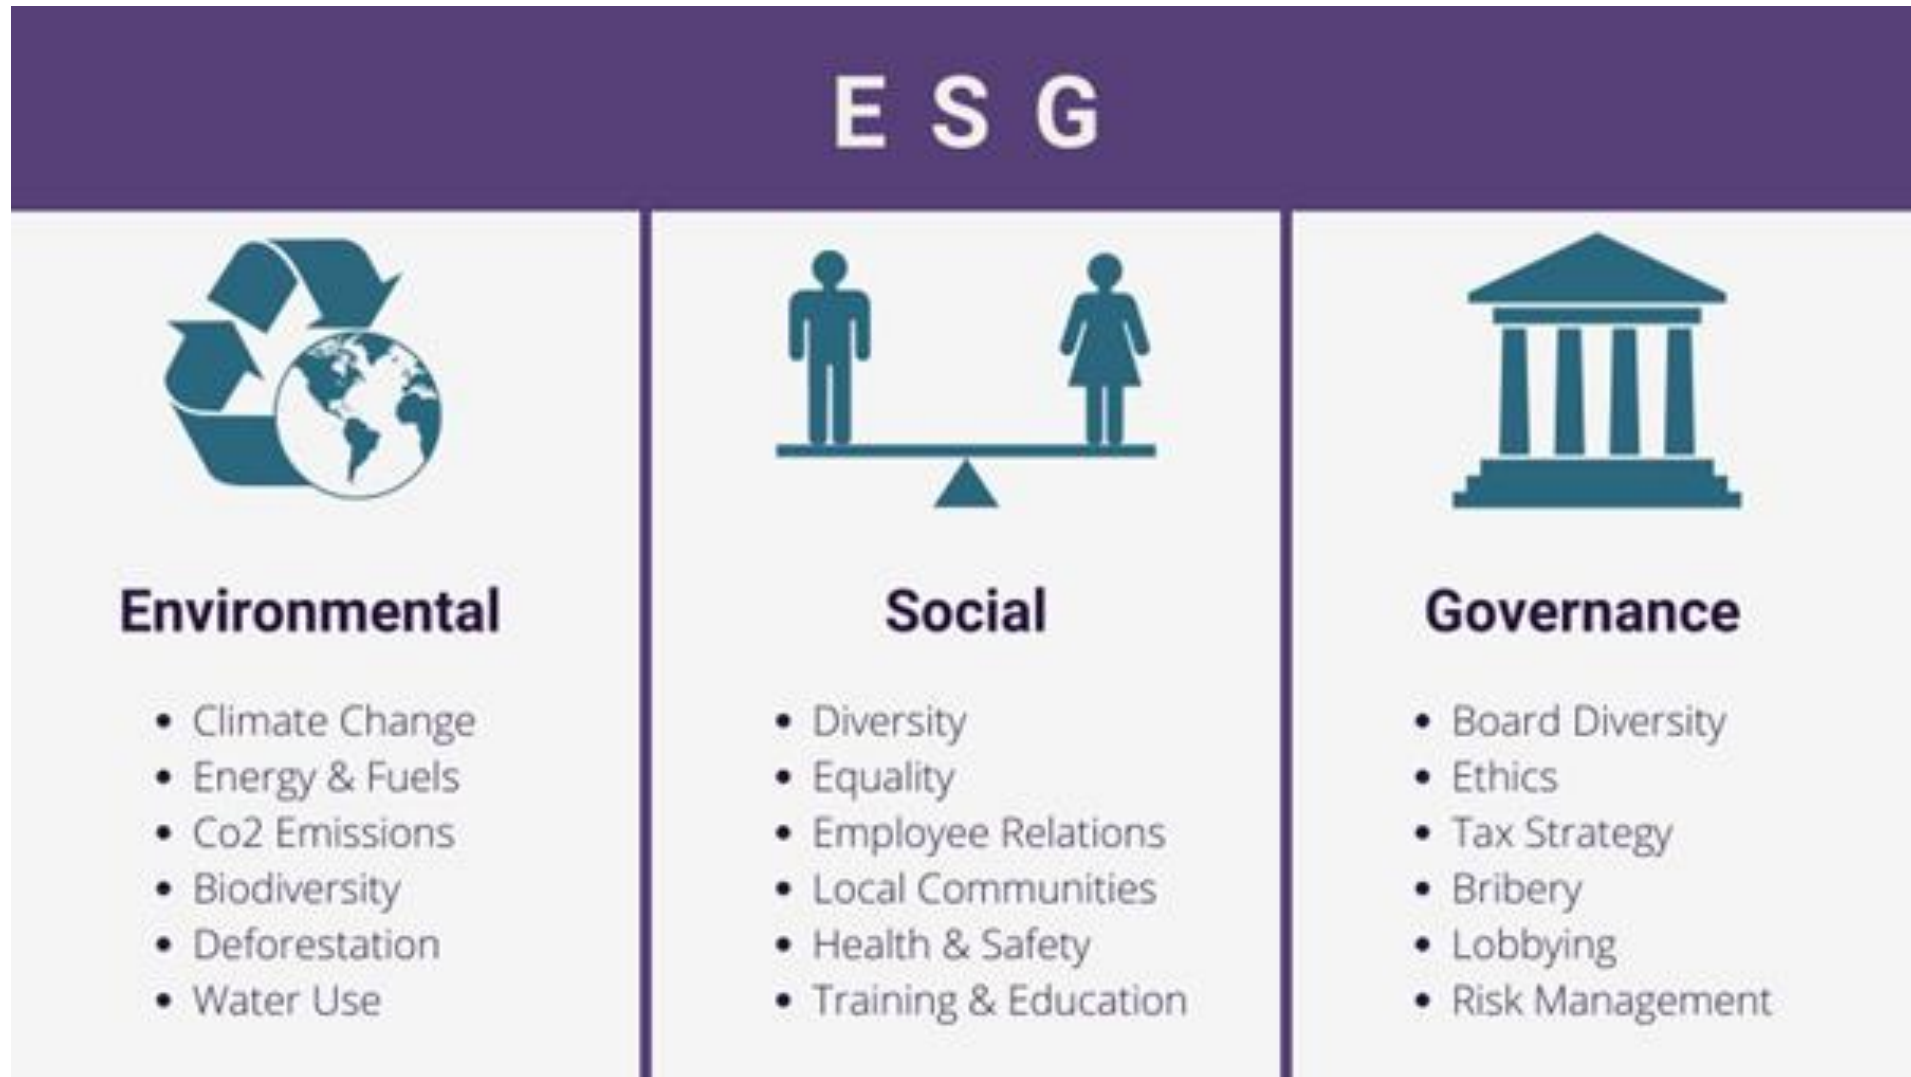 E S G
Environmental
Climate Change
Energy & Fuels
Co2 Emissions
Biodiversity
Deforestation
Water Use
Social
Diversity
Equality
Employee Relations
Local Communities
Health & Safety
Training & Education
Governance
Board Diversity
Ethics
Tax Strategy
Bribery
Lobbying
Risk Management